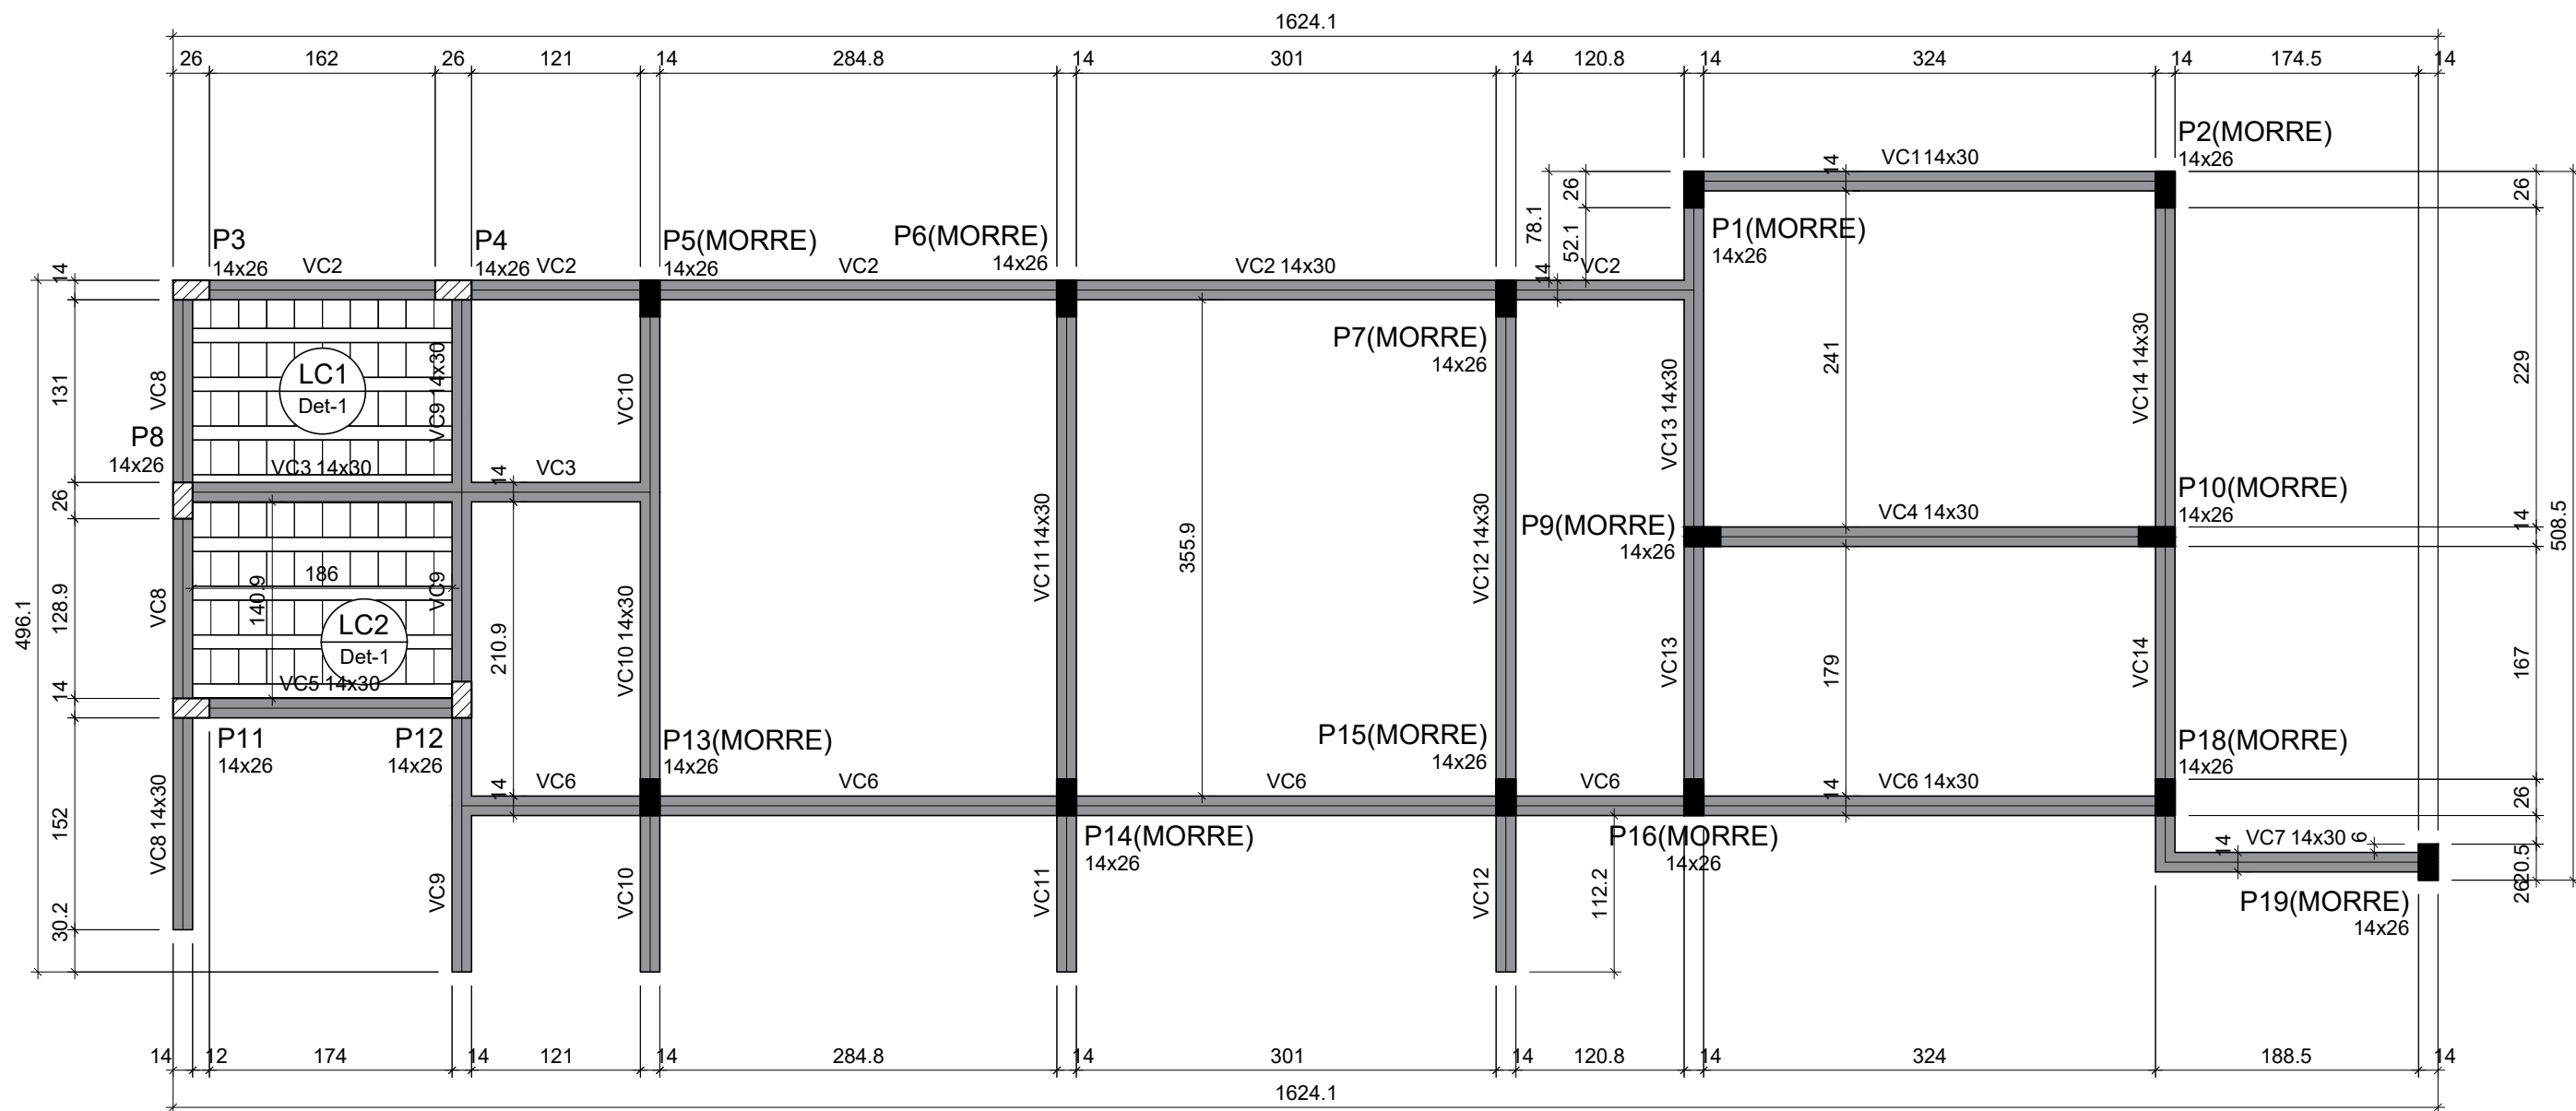 1624.1
26 162 26 121 14 284.8 14 301 14 120.8 14 324 14 174.5 14
P2(MORRE)
14x26
VC114x30
14
26
78.1
52.1
14
26
P1(MORRE)
14x26
P3
14x26
VC2
P4
14x26
VC2
P5(MORRE)
14x26
VC2
P6(MORRE)
14x26
VC2 14x30
VC2
14
P7(MORRE)
14x26
LC1
Det-1
VC8
131
VC9 14x30
VC10
241
VC13 14x30
VC14 14x30
229
P8
14x26
VC3 14x30
14
VC3
26
P9(MORRE)
14x26
VC4 14x30
P10(MORRE)
14x26
14
508.5
VC11 14x30
355.9
VC12 14x30
186
140.9
VC9
VC8
128.9
496.1
LC2
Det-1
VC5 14x30
14
210.9
VC10 14x30
VC13
179
VC14
167
P11
14x26
P12
14x26
P13(MORRE)
14x26
P15(MORRE)
14x26
P18(MORRE)
14x26
VC6
14
VC6
VC6
VC6
14
VC6 14x30
26
152
VC8 14x30
P14(MORRE)
14x26
P16(MORRE)
14x26
14
VC7 14x30
6
20.5
26
30.2
VC9
VC10
VC11
VC12
112.2
P19(MORRE)
14x26
14 12 174 14 121 14 284.8 14 301 14 120.8 14 324 188.5 14
1624.1